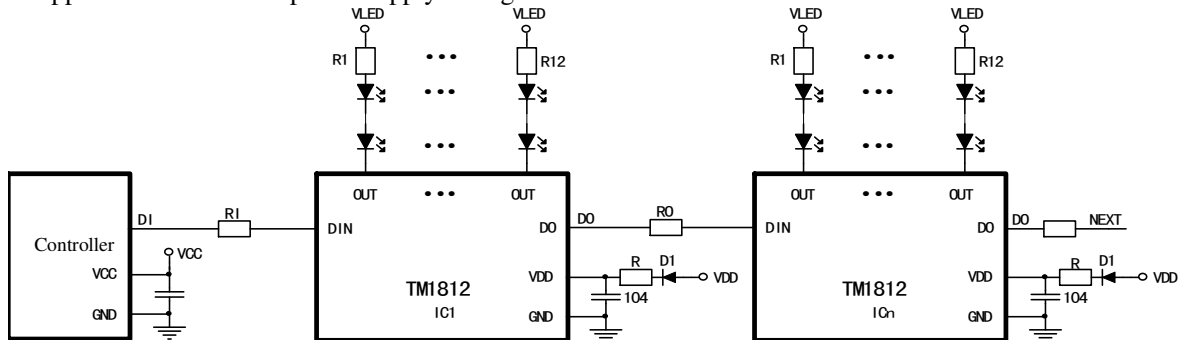 VLED VLED VLED VLED
R1 ••• R12 R1 ••• R12
OUT ••• OUT OUT ••• OUT
DI RI DIN DO DO RO DIN DO DO NEXT
Controller
VCC VCC VDD R D1 VDD VDD R D1 VDD
TM1812 104 TM1812 104
GND IC1 GND ICn GND